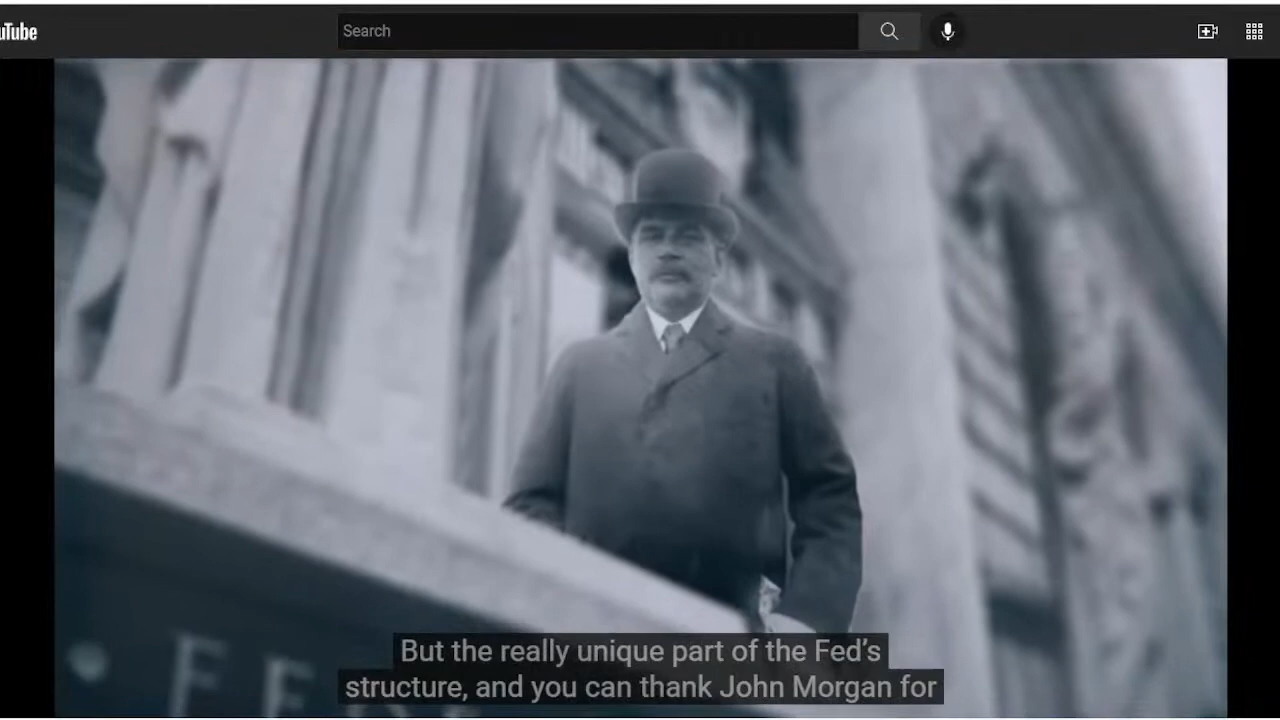 uTube
Search
But the really unique part of the Fed's
structure, and you can thank John Morgan for